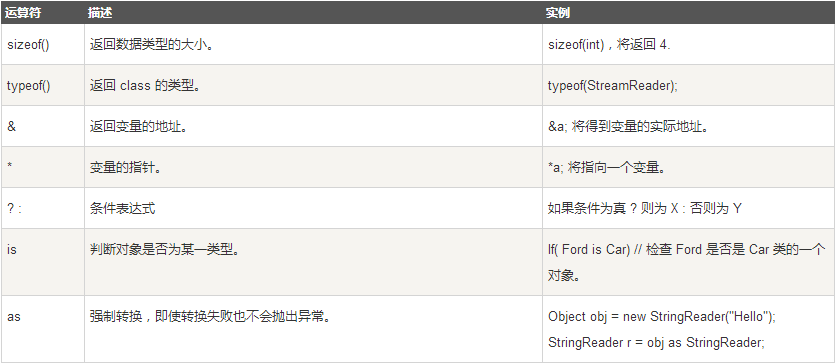 运算符 描述 实例
sizeof() 返回数据类型的大小。 sizeof(int)，将返回 4.
typeof() 返回 class 的类型。 typeof(StreamReader);
& 返回变量的地址。 &a; 将得到变量的实际地址。
* 变量的指针。 *a; 将指向一个变量。
? : 条件表达式 如果条件为真 ? 则为 X : 否则为 Y
is 判断对象是否为某一类型。 If( Ford is Car) // 检查 Ford 是否是 Car 类的一个
对象。
as 强制转换，即使转换失败也不会抛出异常。 Object obj = new StringReader("Hello");
StringReader r = obj as StringReader;